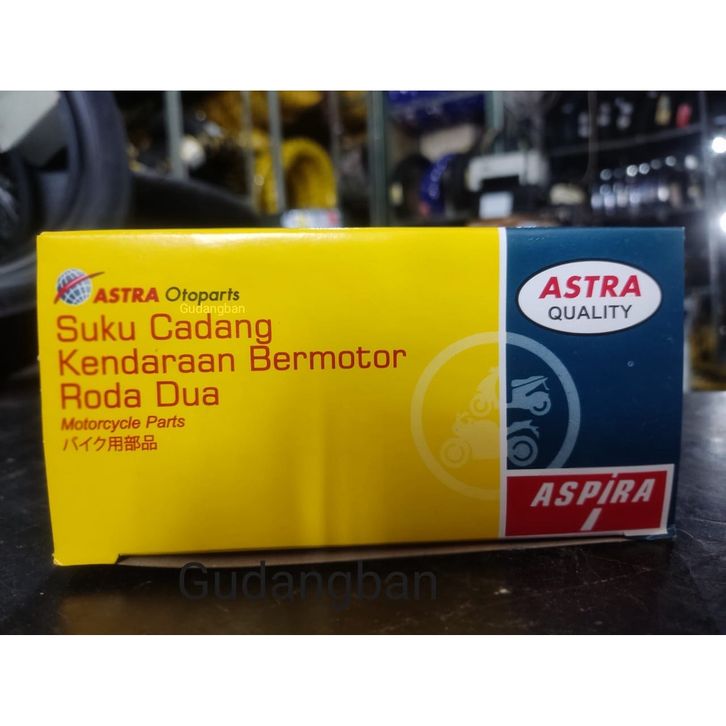 ASTRA Otoparts
Gudangban
Suku Cadang
Kendaraan Bermotor
Roda Dua
Motorcycle Parts
バイク用部品
ASTRA
QUALITY
ASPIRA
Gudangban